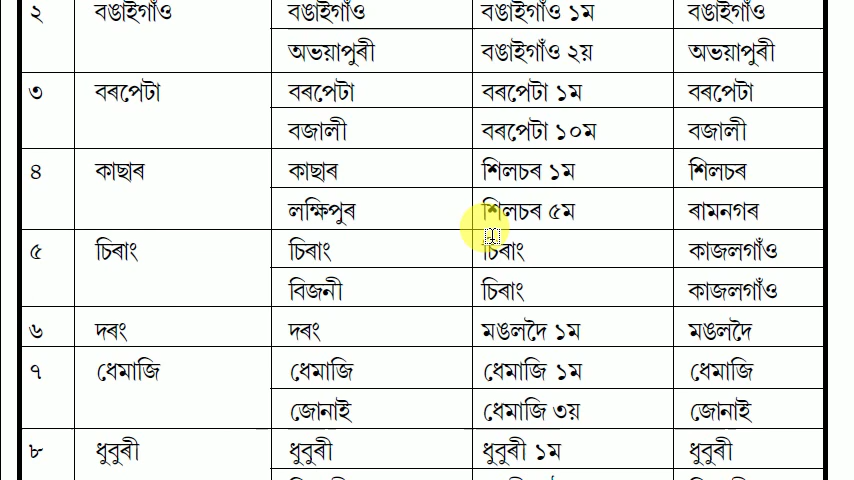 ২ বঙাইগাঁও বঙাইগাঁও বঙাইগাঁও ১ম বঙাইগাঁও
অভয়াপুৰী বঙাইগাঁও ২য় অভয়াপুৰী
৩ বৰপেটা বৰপেটা বৰপেটা ১ম বৰপেটা
বজালী বৰপেটা ১০ম বজালী
৪ কাছাৰ কাছাৰ শিলচৰ ১ম শিলচৰ
লক্ষিপুৰ শিলচৰ ৫ম ৰামনগৰ
৫ চিৰাং চিৰাং চিৰাং কাজলগাঁও
বিজনী চিৰাং কাজলগাঁও
৬ দৰং দৰং মঙলদৈ ১ম মঙলদৈ
৭ ধেমাজি ধেমাজি ধেমাজি ১ম ধেমাজি
জোনাই ধেমাজি ৩য় জোনাই
৮ ধুবুৰী ধুবুৰী ধুবুৰী ১ম ধুবুৰী